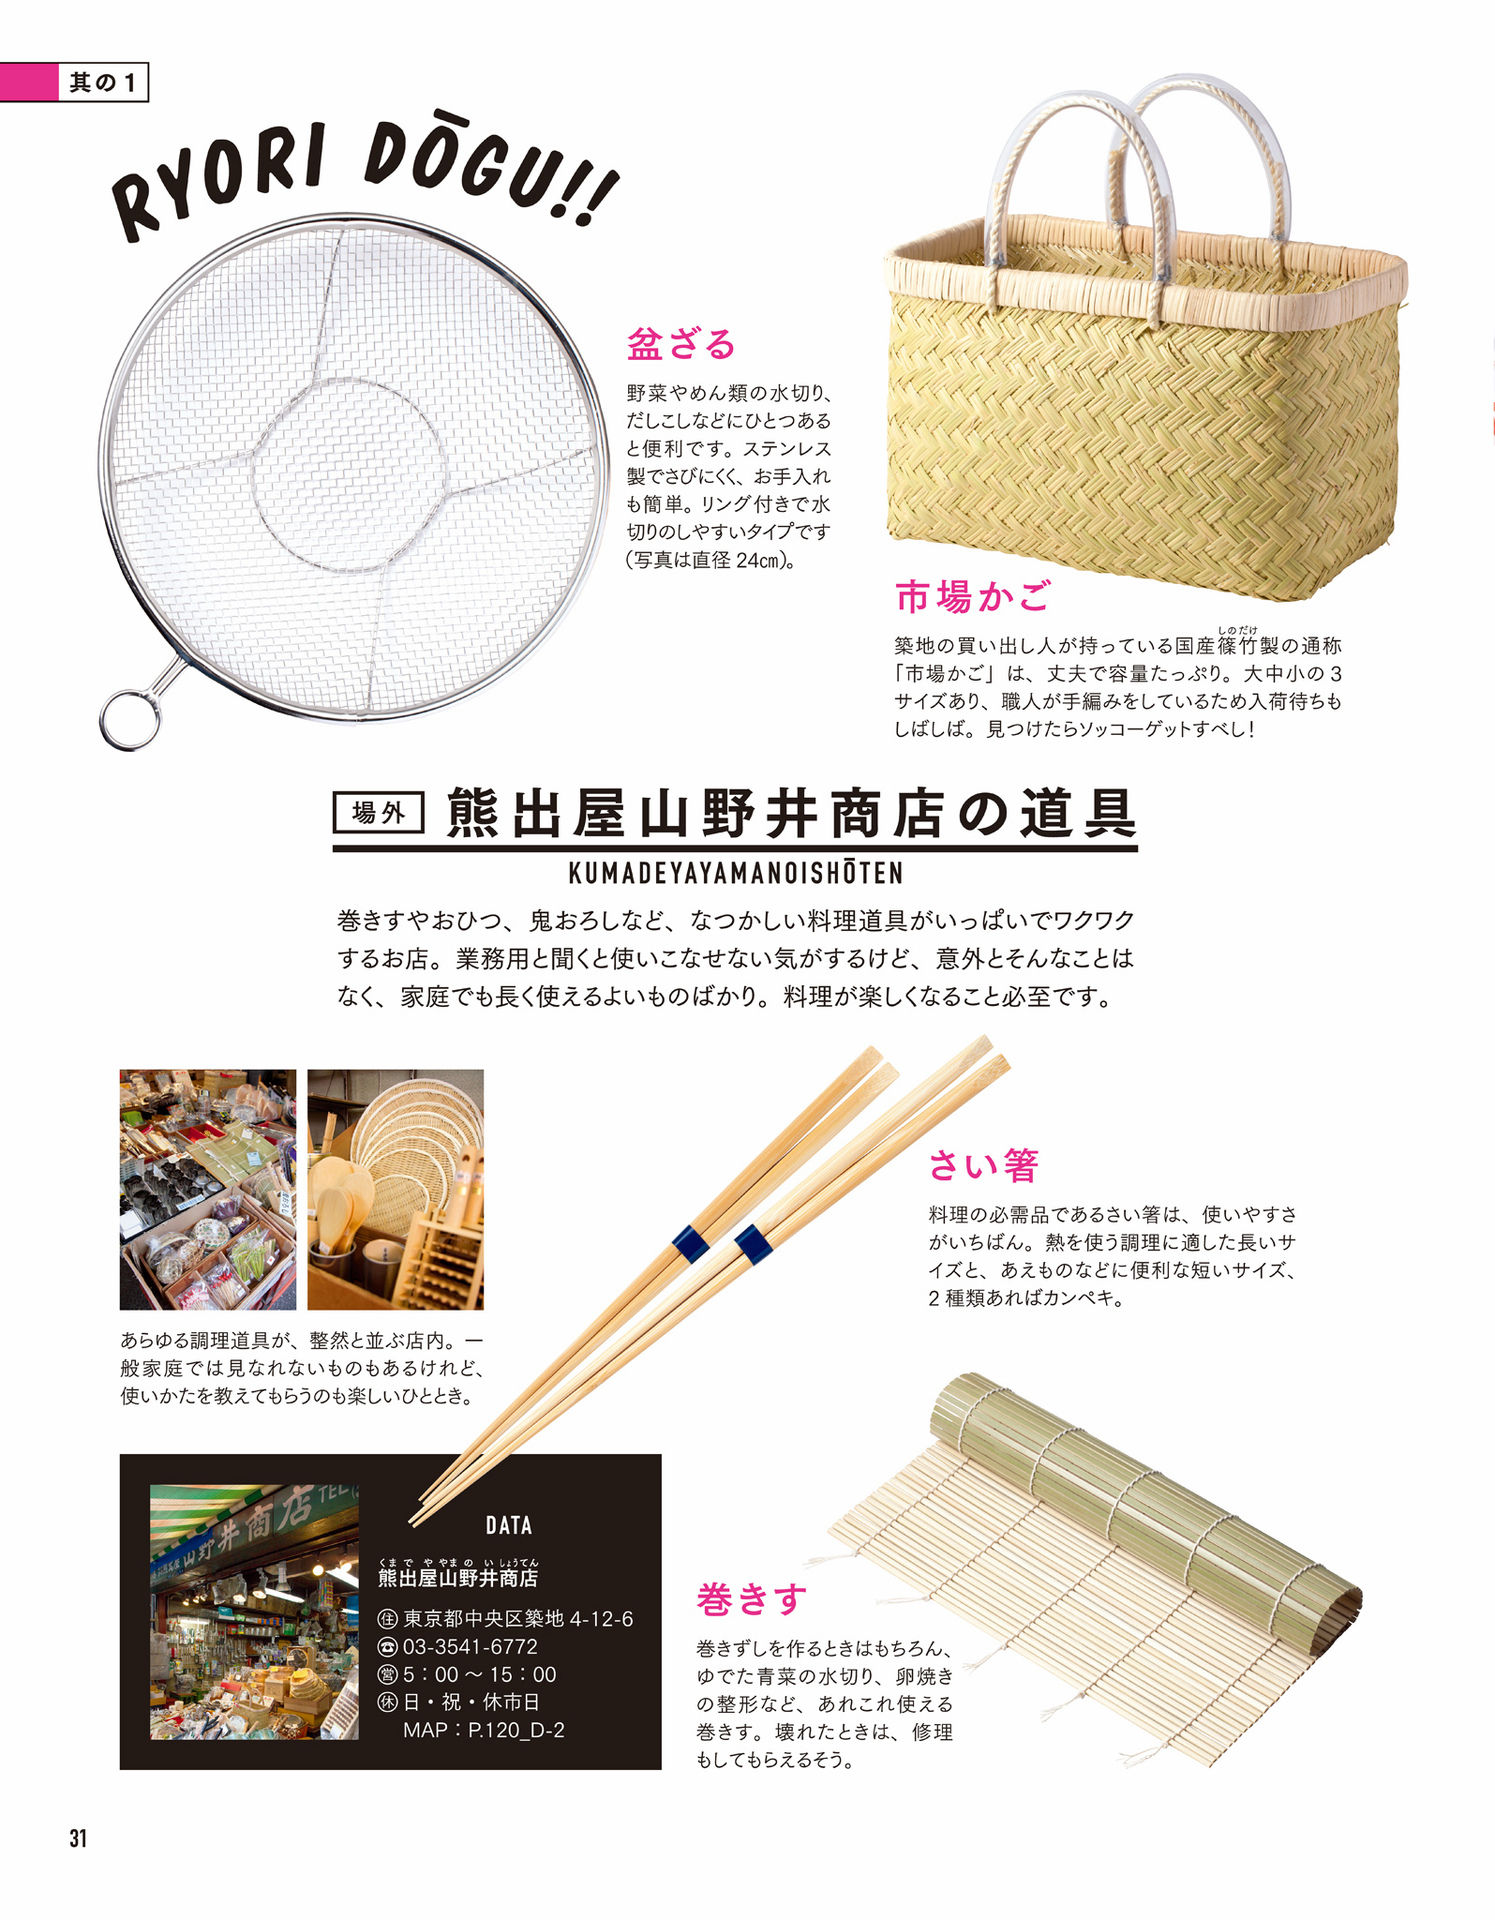 其の1
RYORI DŌGU!!
盆ざる
野菜やめん類の水切り、
だしこしなどにひとつある
と便利です。ステンレス
製でさびにくく、お手入れ
も簡単。リング付きで水
切りのしやすいタイプです
(写真は直径24㎝)。
市場かご
しのだけ
築地の買い出し人が持っている国産篠竹製の通称
「市場かご」は、丈夫で容量たっぷり。大中小の3
サイズあり、職人が手編みをしているため入荷待ちも
しばしば。見つけたらソッコーゲットすべし!
場外
熊出屋山野井商店の道具
KUMADEYAYAMANOISHŌTEN
巻きすやおひつ、鬼おろしなど、なつかしい料理道具がいっぱいでワクワク
するお店。業務用と聞くと使いこなせない気がするけど、意外とそんなことは
なく、家庭でも長く使えるよいものばかり。料理が楽しくなること必至です。
さい箸
料理の必需品であるさい箸は、使いやすさ
がいちばん。熱を使う調理に適した長いサ
イズと、あえものなどに便利な短いサイズ、
2種類あればカンペキ。
あらゆる調理道具が、整然と並ぶ店内。一
般家庭では見なれないものもあるけれど、
使いかたを教えてもらうのも楽しいひととき。
山野井商店 TEL
DATA
くまでややまのいしょうてん
熊出屋山野井商店
住 東京都中央区築地4-12-6
☎ 03-3541-6772
営 5:00〜15:00
休 日・祝・休市日
MAP:P.120_D-2
巻きす
巻きずしを作るときはもちろん、
ゆでた青菜の水切り、卵焼き
の整形など、あれこれ使える
巻きす。壊れたときは、修理
もしてもらえるそう。
31